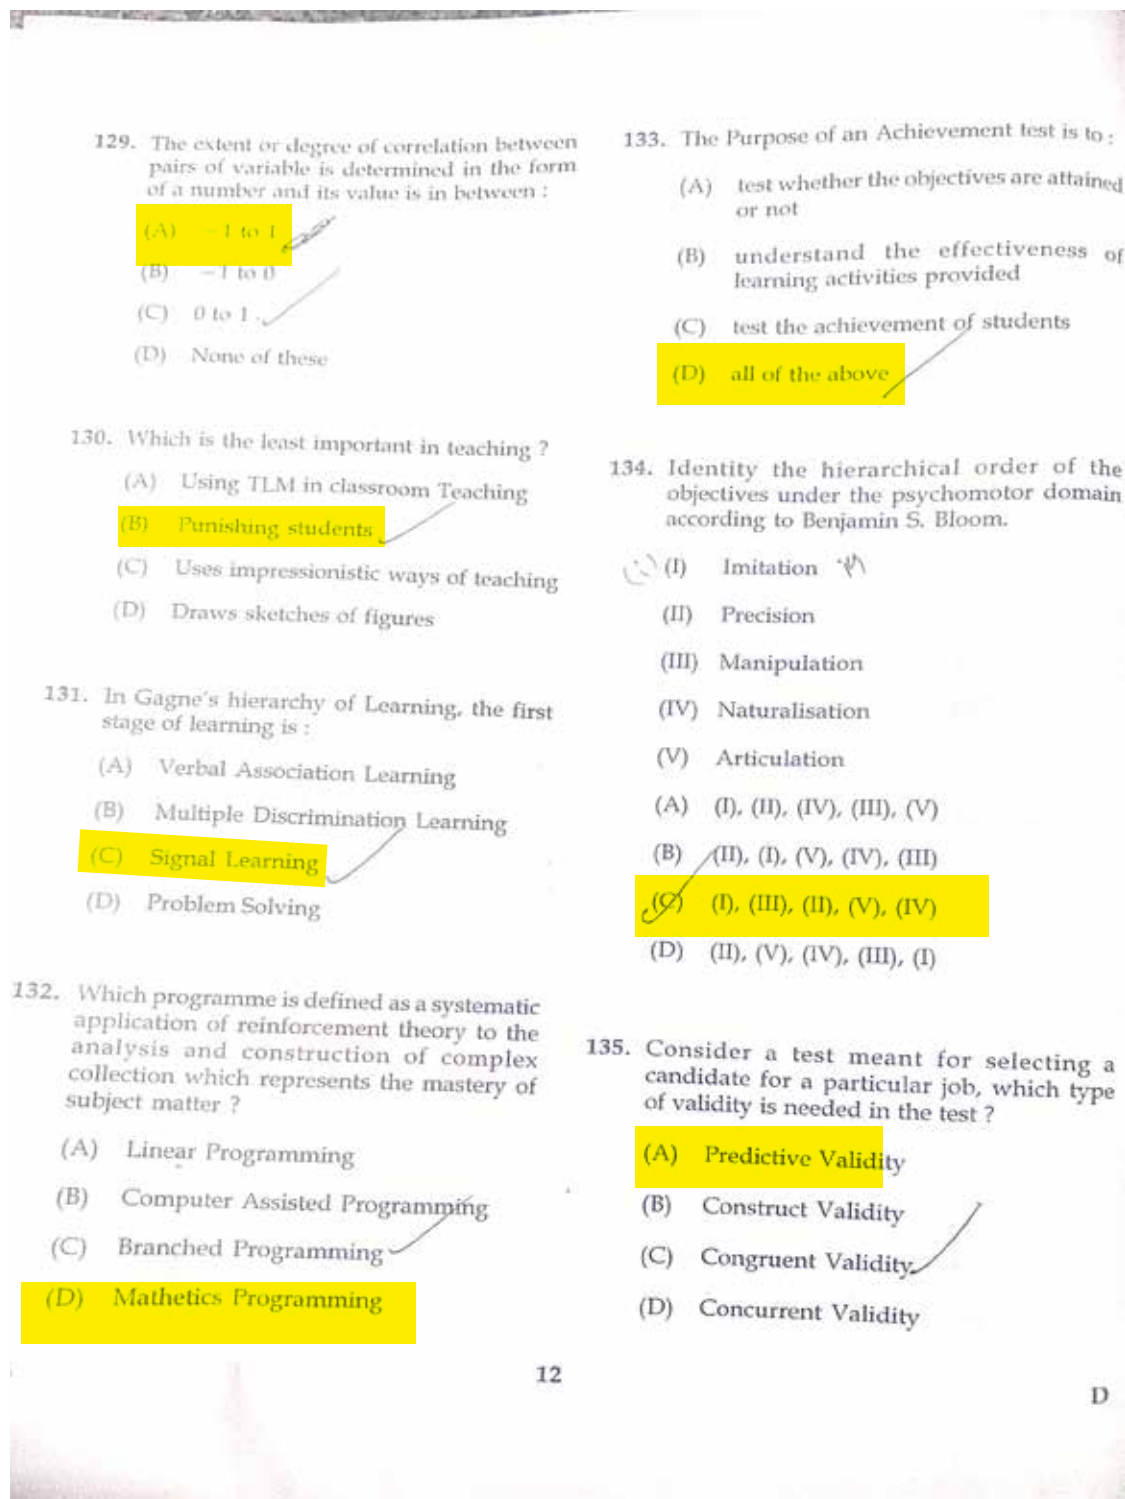 129. The extent or degree of correlation between
pairs of variable is determined in the form
of a number and its value is in between :
(A) – 1 to 1
(B) – 1 to 0
(C) 0 to 1
(D) None of these
130. Which is the least important in teaching ?
(A) Using TLM in classroom Teaching
(B) Punishing students
(C) Uses impressionistic ways of teaching
(D) Draws sketches of figures
131. In Gagne's hierarchy of Learning, the first
stage of learning is :
(A) Verbal Association Learning
(B) Multiple Discrimination Learning
(C) Signal Learning
(D) Problem Solving
132. Which programme is defined as a systematic
application of reinforcement theory to the
analysis and construction of complex
collection which represents the mastery of
subject matter ?
(A) Linear Programming
(B) Computer Assisted Programming
(C) Branched Programming
(D) Mathetics Programming
133. The Purpose of an Achievement test is to :
(A) test whether the objectives are attained
or not
(B) understand the effectiveness of
learning activities provided
(C) test the achievement of students
(D) all of the above
134. Identity the hierarchical order of the
objectives under the psychomotor domain
according to Benjamin S. Bloom.
(I) Imitation
(II) Precision
(III) Manipulation
(IV) Naturalisation
(V) Articulation
(A) (I), (II), (IV), (III), (V)
(B) (II), (I), (V), (IV), (III)
(C) (I), (III), (II), (V), (IV)
(D) (II), (V), (IV), (III), (I)
135. Consider a test meant for selecting a
candidate for a particular job, which type
of validity is needed in the test ?
(A) Predictive Validity
(B) Construct Validity
(C) Congruent Validity
(D) Concurrent Validity
12
D